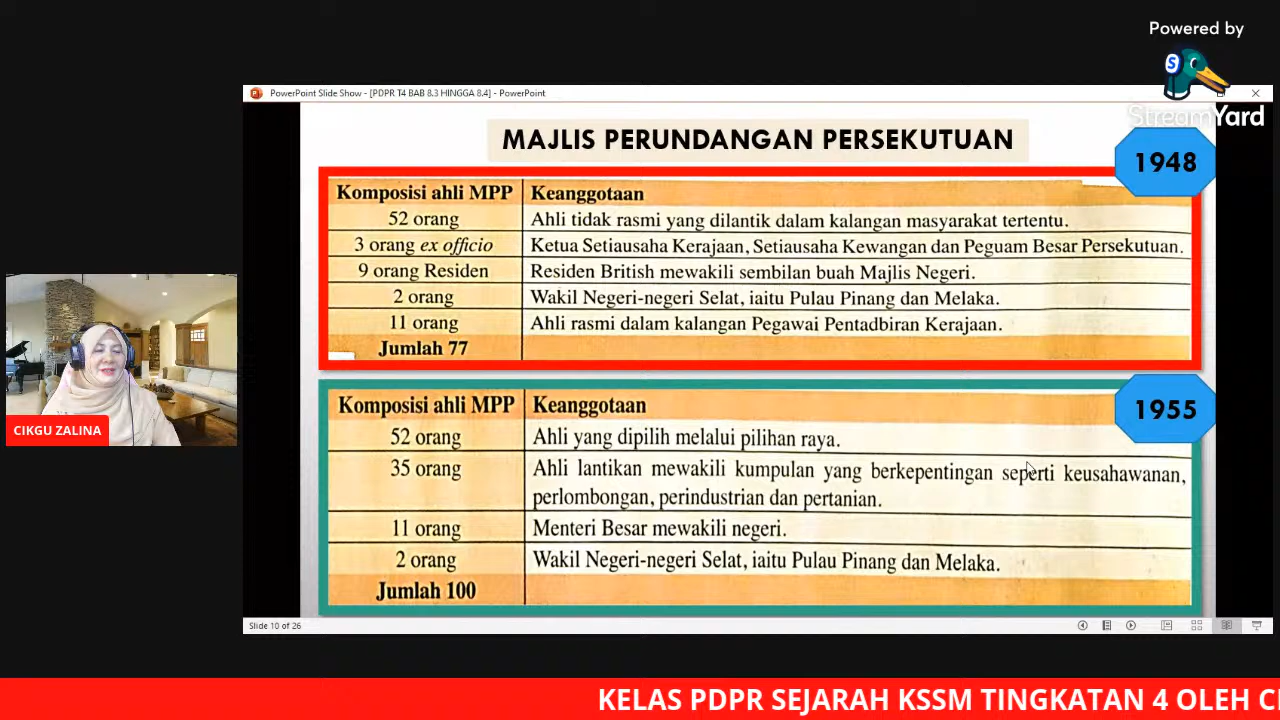 Powered by
StreamYard
PowerPoint Slide Show - [PDPR T4 BAB 8.3 HINGGA 8.4] - PowerPoint
MAJLIS PERUNDANGAN PERSEKUTUAN
1948
Komposisi ahli MPP Keanggotaan
52 orang Ahli tidak rasmi yang dilantik dalam kalangan masyarakat tertentu.
3 orang ex officio Ketua Setiausaha Kerajaan, Setiausaha Kewangan dan Peguam Besar Persekutuan.
9 orang Residen Residen British mewakili sembilan buah Majlis Negeri.
2 orang Wakil Negeri-negeri Selat, iaitu Pulau Pinang dan Melaka.
11 orang Ahli rasmi dalam kalangan Pegawai Pentadbiran Kerajaan.
Jumlah 77
1955
Komposisi ahli MPP Keanggotaan
52 orang Ahli yang dipilih melalui pilihan raya.
35 orang Ahli lantikan mewakili kumpulan yang berkepentingan seperti keusahawanan,
perlombongan, perindustrian dan pertanian.
11 orang Menteri Besar mewakili negeri.
2 orang Wakil Negeri-negeri Selat, iaitu Pulau Pinang dan Melaka.
Jumlah 100
CIKGU ZALINA
Slide 10 of 26
KELAS PDPR SEJARAH KSSM TINGKATAN 4 OLEH C